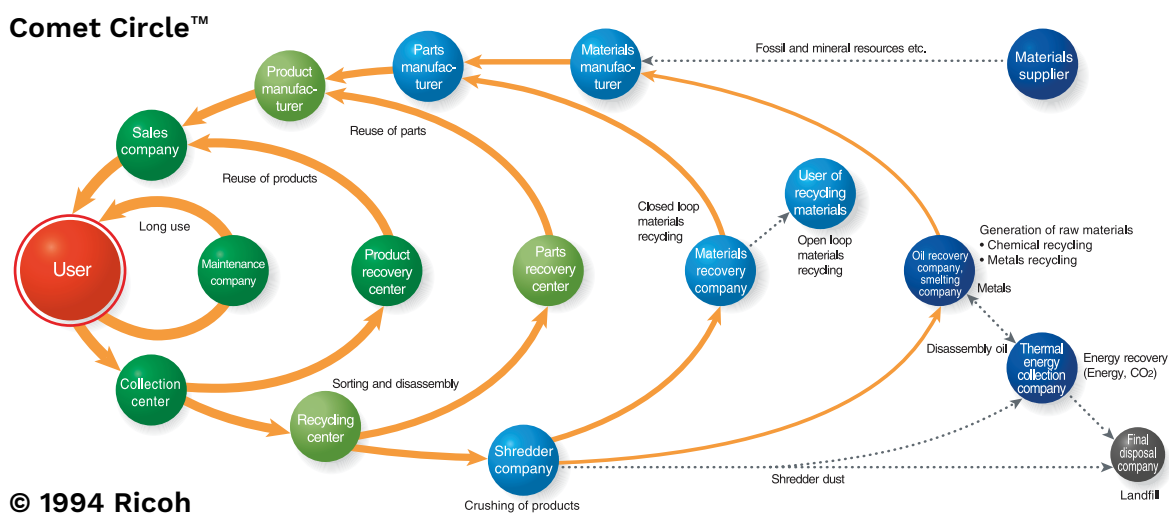 Comet Circle™
Product
manufac-
turer
Parts
manufac-
turer
Materials
manufac-
turer
Fossil and mineral resources etc.
Materials
supplier
Sales
company
Reuse of parts
Reuse of products
User of
recycling
materials
Long use
Closed loop
materials
recycling
Open loop
materials
recycling
Generation of raw materials
• Chemical recycling
• Metals recycling
User
Maintenance
company
Product
recovery
center
Parts
recovery
center
Materials
recovery
company
Oil recovery
company,
smelting
company
Metals
Disassembly oil
Thermal
energy
collection
company
Energy recovery
(Energy, CO2)
Collection
center
Sorting and disassembly
Recycling
center
Shredder
company
Crushing of products
Shredder dust
Final
disposal
company
Landfill
© 1994 Ricoh